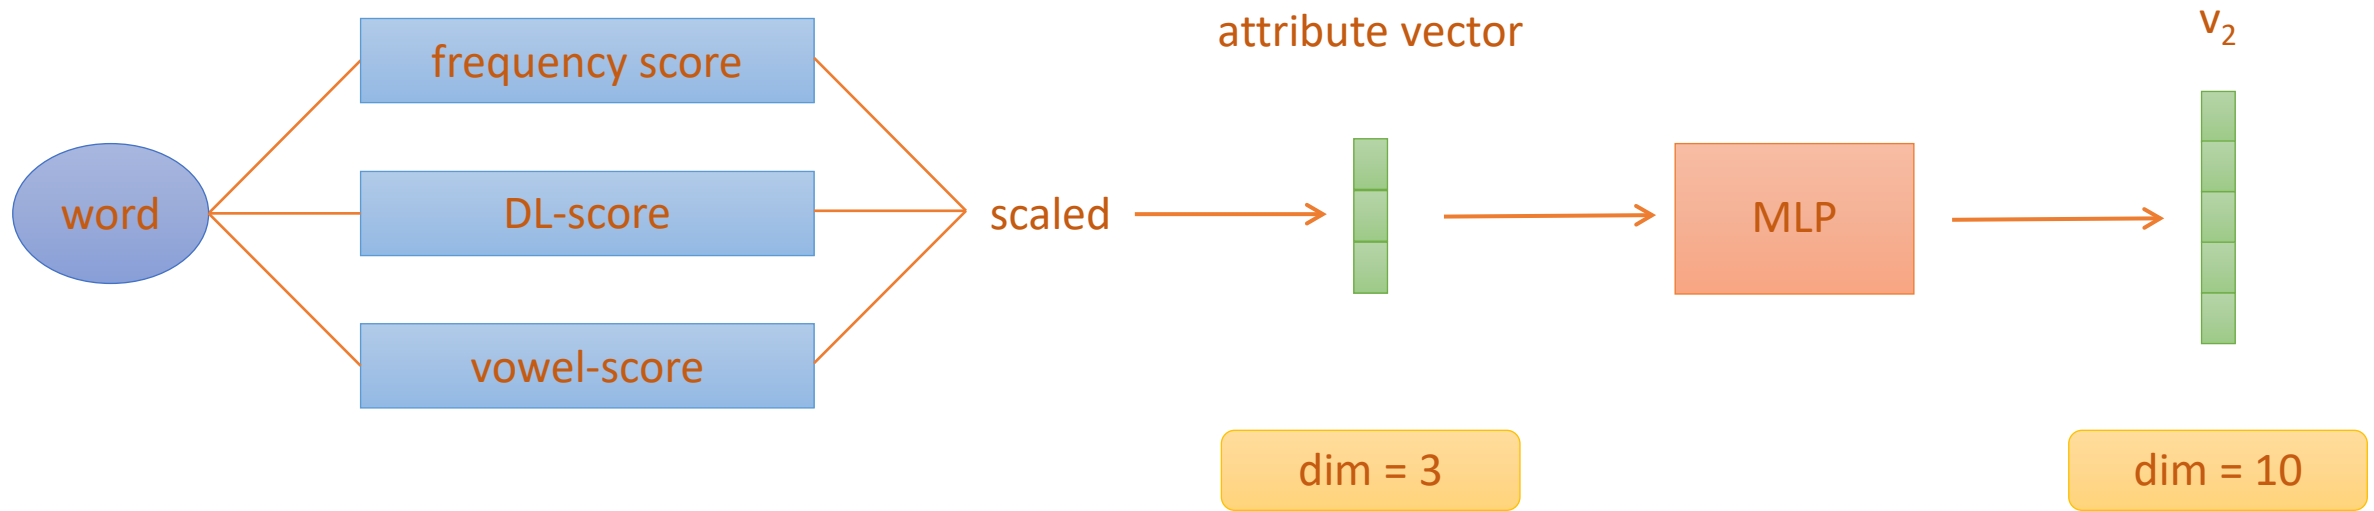 attribute vector
v2
frequency score
word
DL-score
scaled
MLP
vowel-score
dim = 3
dim = 10